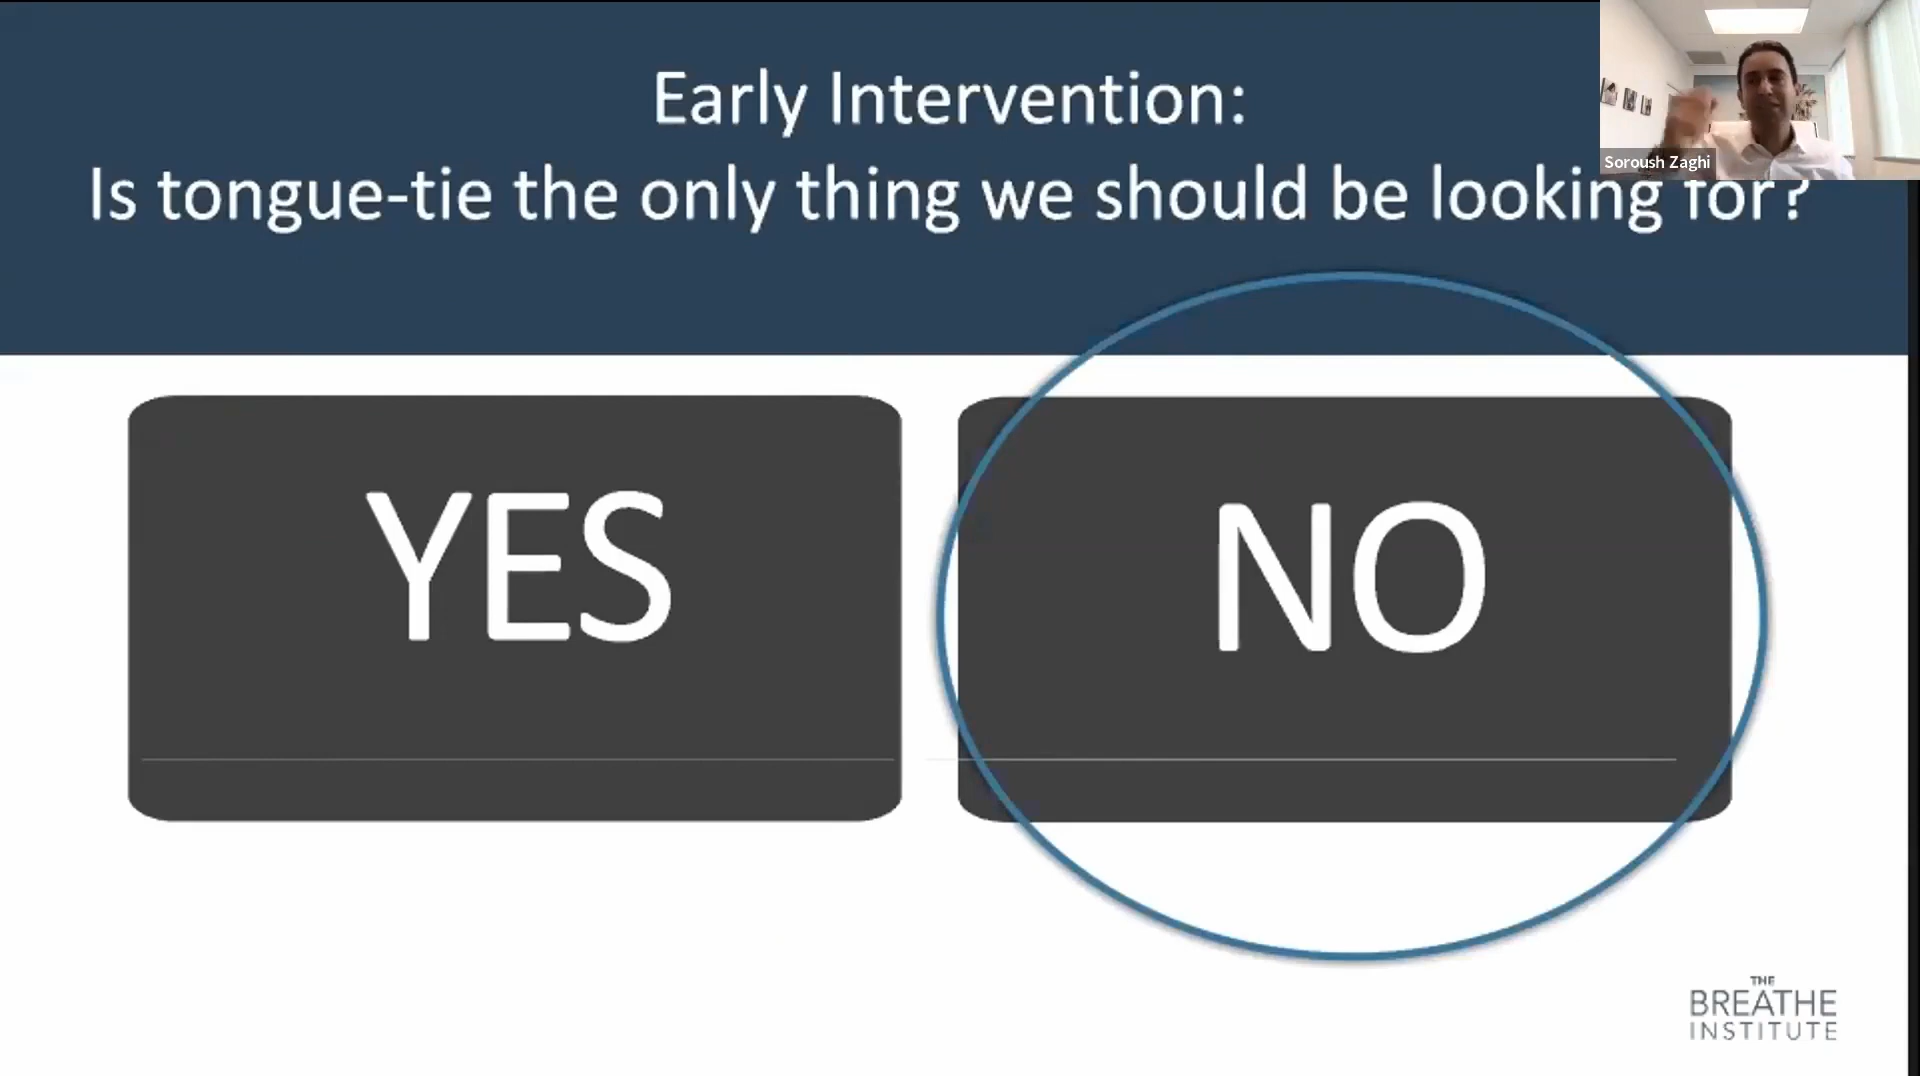 Early Intervention:
Is tongue-tie the only thing we should be looking for?
Soroush Zaghi
YES
NO
THE
BREATHE
INSTITUTE